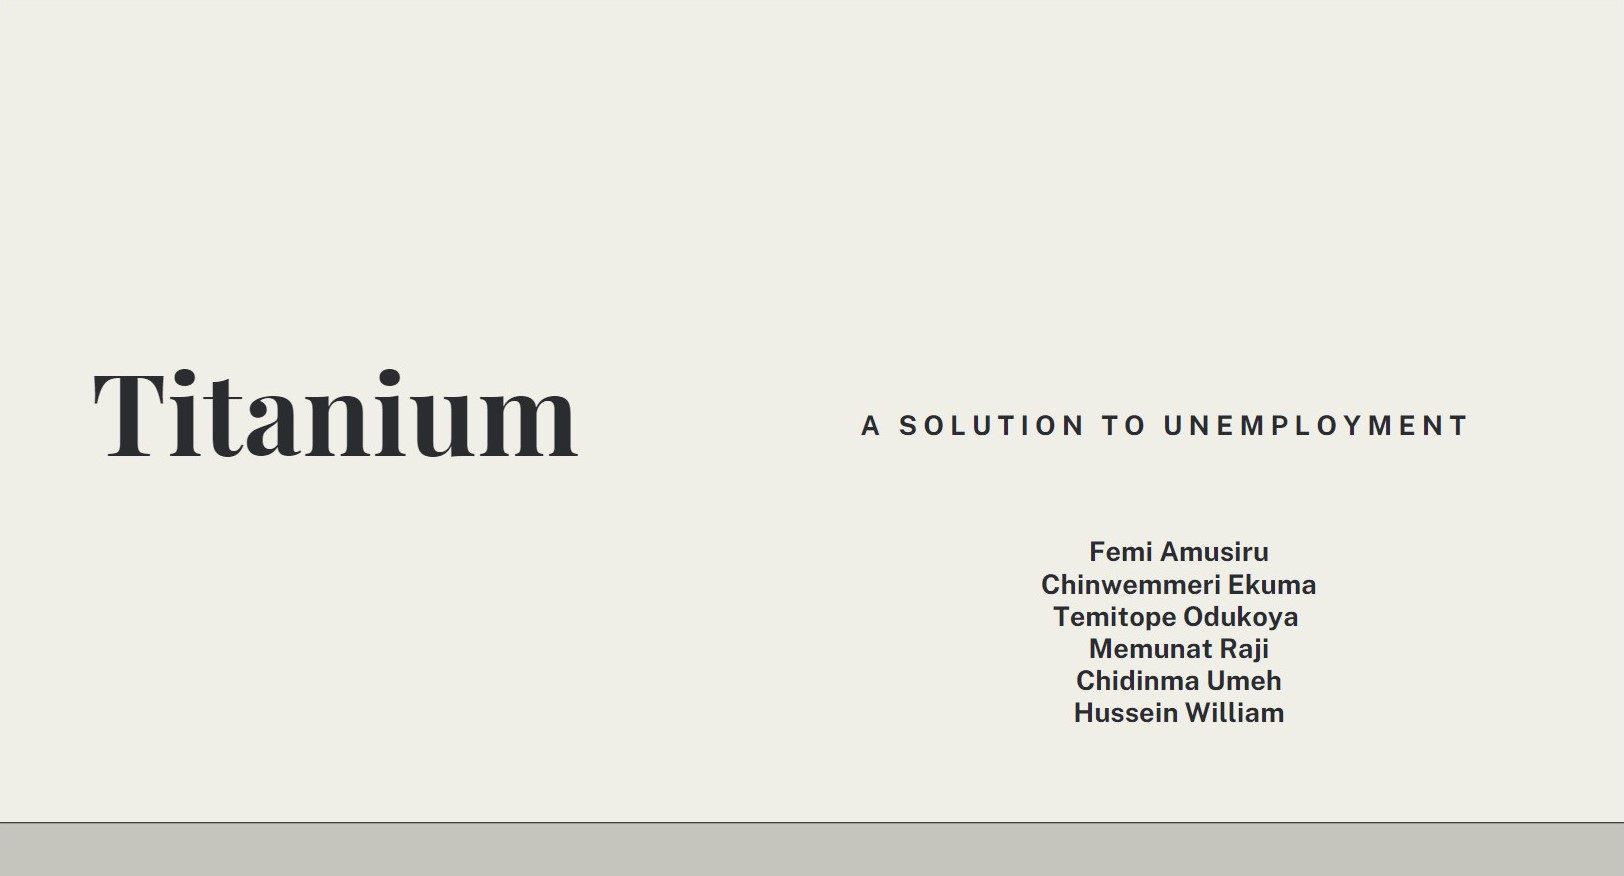 Titanium
A SOLUTION TO UNEMPLOYMENT
Femi Amusiru
Chinwemmeri Ekuma
Temitope Odukoya
Memunat Raji
Chidinma Umeh
Hussein William